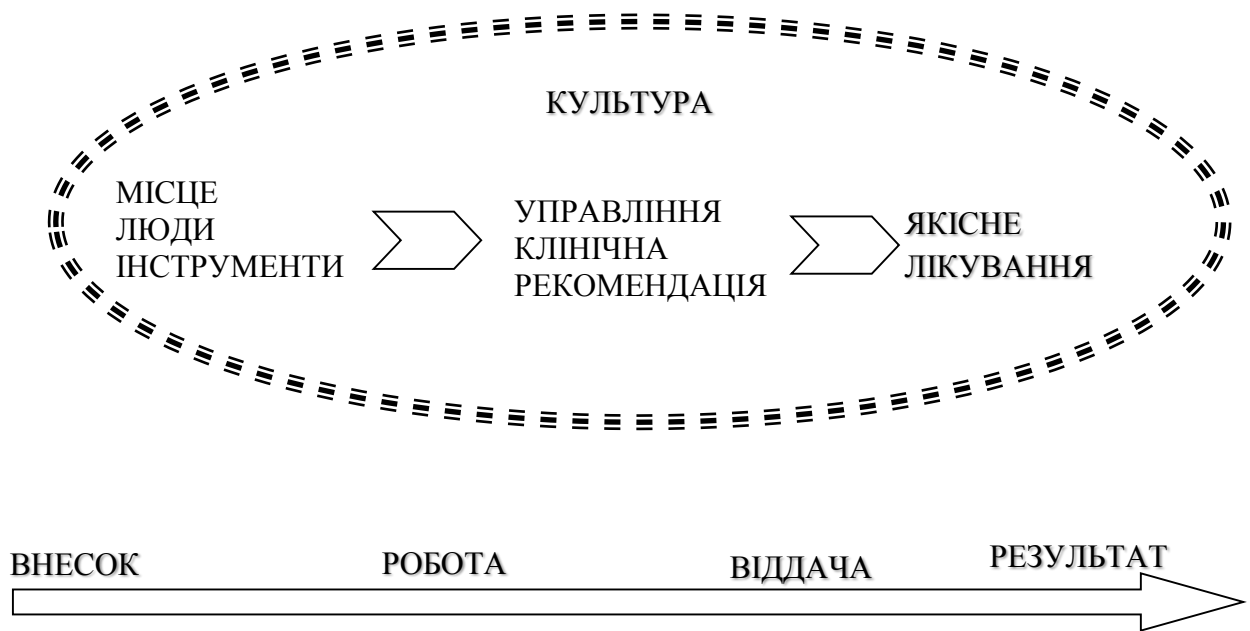 КУЛЬТУРА
МІСЦЕ
ЛЮДИ
ІНСТРУМЕНТИ
УПРАВЛІННЯ
КЛІНІЧНА
РЕКОМЕНДАЦІЯ
ЯКІСНЕ
ЛІКУВАННЯ
ВНЕСОК
РОБОТА
ВІДДАЧА
РЕЗУЛЬТАТ